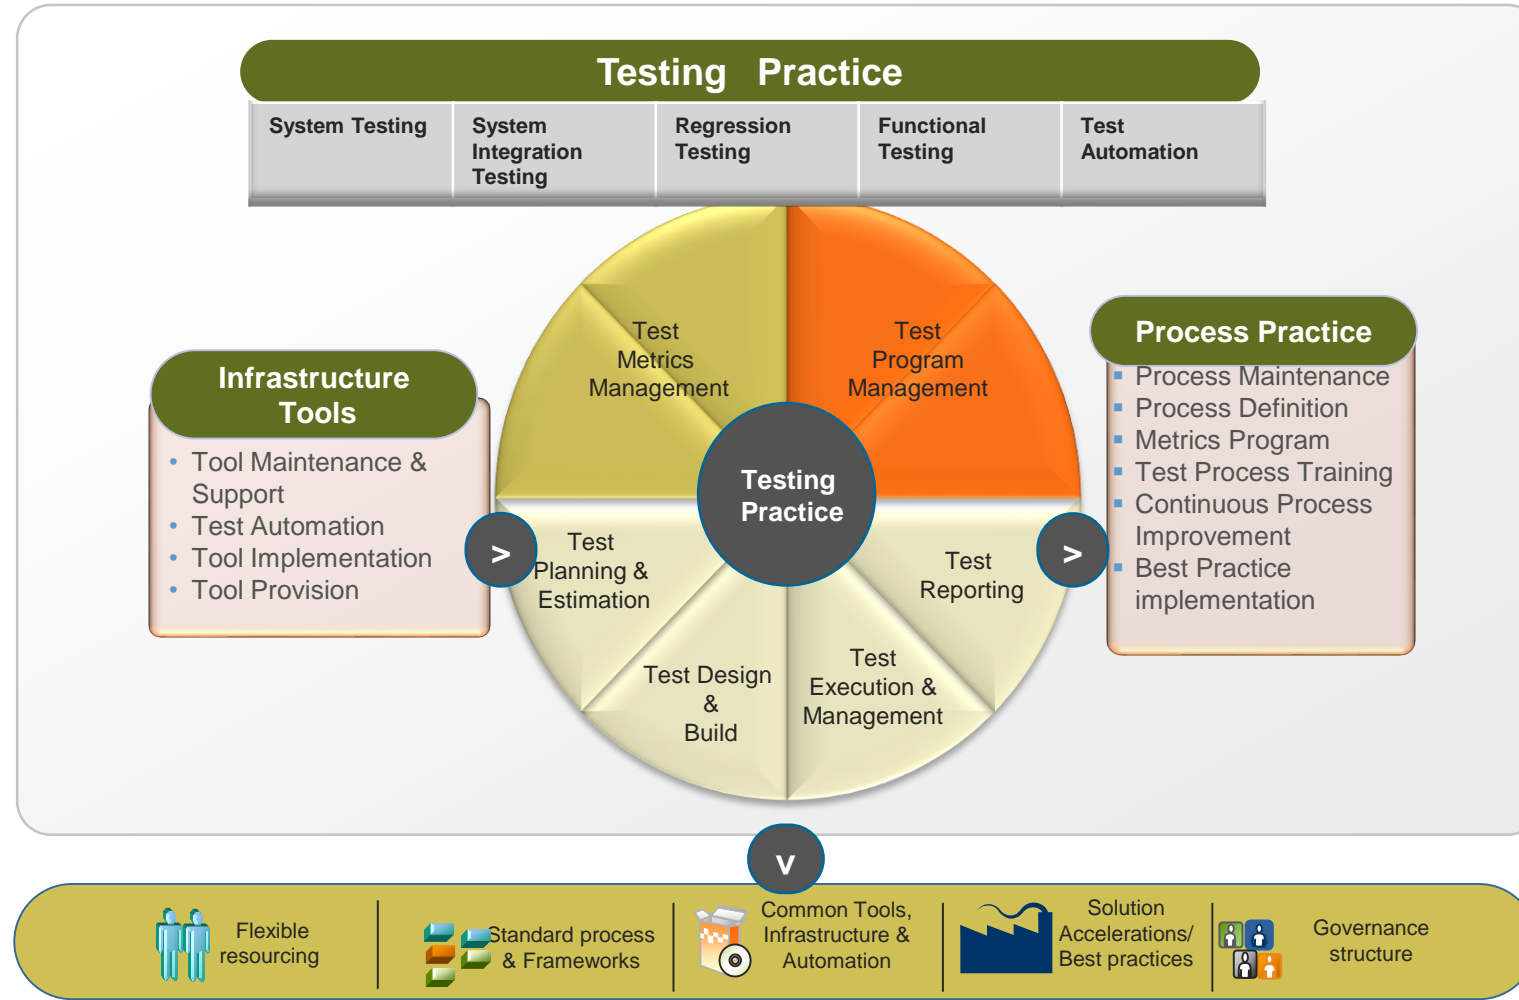 Testing Practice
System Testing
System
Integration
Testing
Regression
Testing
Functional
Testing
Test
Automation
Test
Metrics
Management
Test
Program
Management
Infrastructure
Tools
• Tool Maintenance &
Support
• Test Automation
• Tool Implementation
• Tool Provision
>
Testing
Practice
Test
Planning &
Estimation
Test Design
&
Build
Test
Execution &
Management
Test
Reporting
>
Process Practice
▪ Process Maintenance
▪ Process Definition
▪ Metrics Program
▪ Test Process Training
▪ Continuous Process
Improvement
▪ Best Practice
implementation
v
Flexible
resourcing
Standard process
& Frameworks
Common Tools,
Infrastructure &
Automation
Solution
Accelerations/
Best practices
Governance
structure